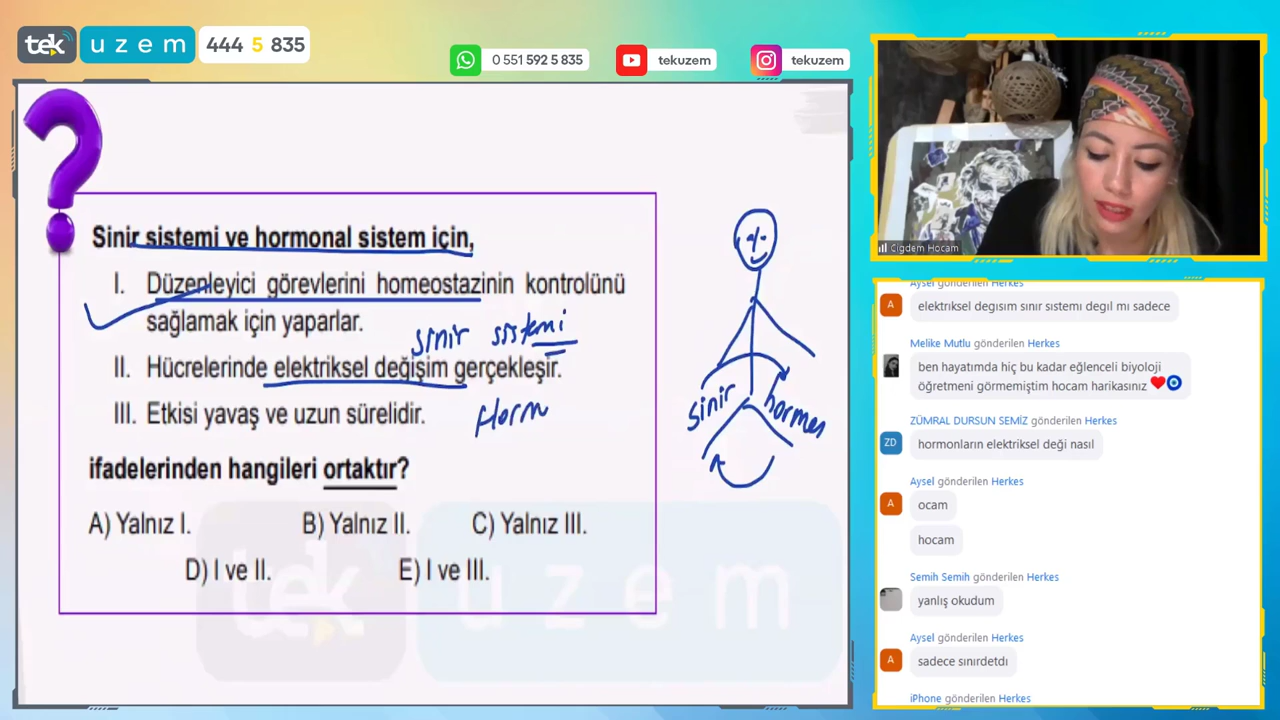 tek
uzem
444 5 835
0 551 592 5 835
tekuzem
tekuzem
Sinir sistemi ve hormonal sistem için,
I. Düzenleyici görevlerini homeostazinin kontrolünü
sağlamak için yaparlar.
sinir sistemi
II. Hücrelerinde elektriksel değişim gerçekleşir.
III. Etkisi yavaş ve uzun sürelidir.
Horm
ifadelerinden hangileri ortaktır?
A) Yalnız I.
B) Yalnız II.
C) Yalnız III.
D) I ve II.
E) I ve III.
sinir
hormon
tek uzem
Cigdem Hocam
Aysel gönderilen Herkes
A
elektrıksel degısım sınır sıstemı degıl mı sadece
Melike Mutlu gönderilen Herkes
ben hayatımda hiç bu kadar eğlenceli biyoloji
öğretmeni görmemiştim hocam harikasınız
ZÜMRAL DURSUN SEMİZ gönderilen Herkes
ZD
hormonların elektriksel deği nasıl
Aysel gönderilen Herkes
A
ocam
hocam
Semih Semih gönderilen Herkes
yanlış okudum
Aysel gönderilen Herkes
A
sadece sınırdetdı
iPhone gönderilen Herkes